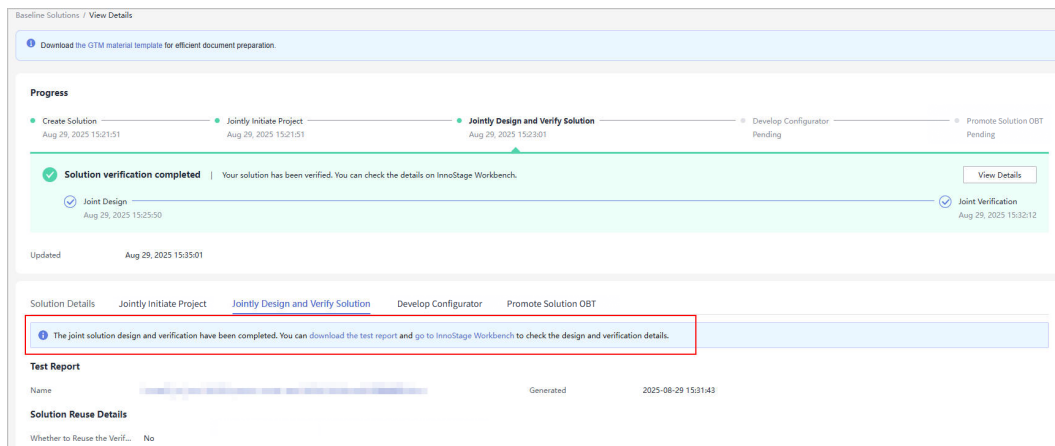 Baseline Solutions / View Details
Download the GTM material template for efficient document preparation.
Progress
Create Solution
Jointly Initiate Project
Jointly Design and Verify Solution
Develop Configurator
Promote Solution OBT
Aug 29, 2025 15:21:51
Aug 29, 2025 15:21:51
Aug 29, 2025 15:23:01
Pending
Pending
Solution verification completed | Your solution has been verified. You can check the details on InnoStage Workbench.
View Details
Joint Design
Joint Verification
Aug 29, 2025 15:25:50
Aug 29, 2025 15:32:12
Updated Aug 29, 2025 15:35:01
Solution Details Jointly Initiate Project Jointly Design and Verify Solution Develop Configurator Promote Solution OBT
The joint solution design and verification have been completed. You can download the test report and go to InnoStage Workbench to check the design and verification details.
Test Report
Name
Generated 2025-08-29 15:31:43
Solution Reuse Details
Whether to Reuse the Verif... No